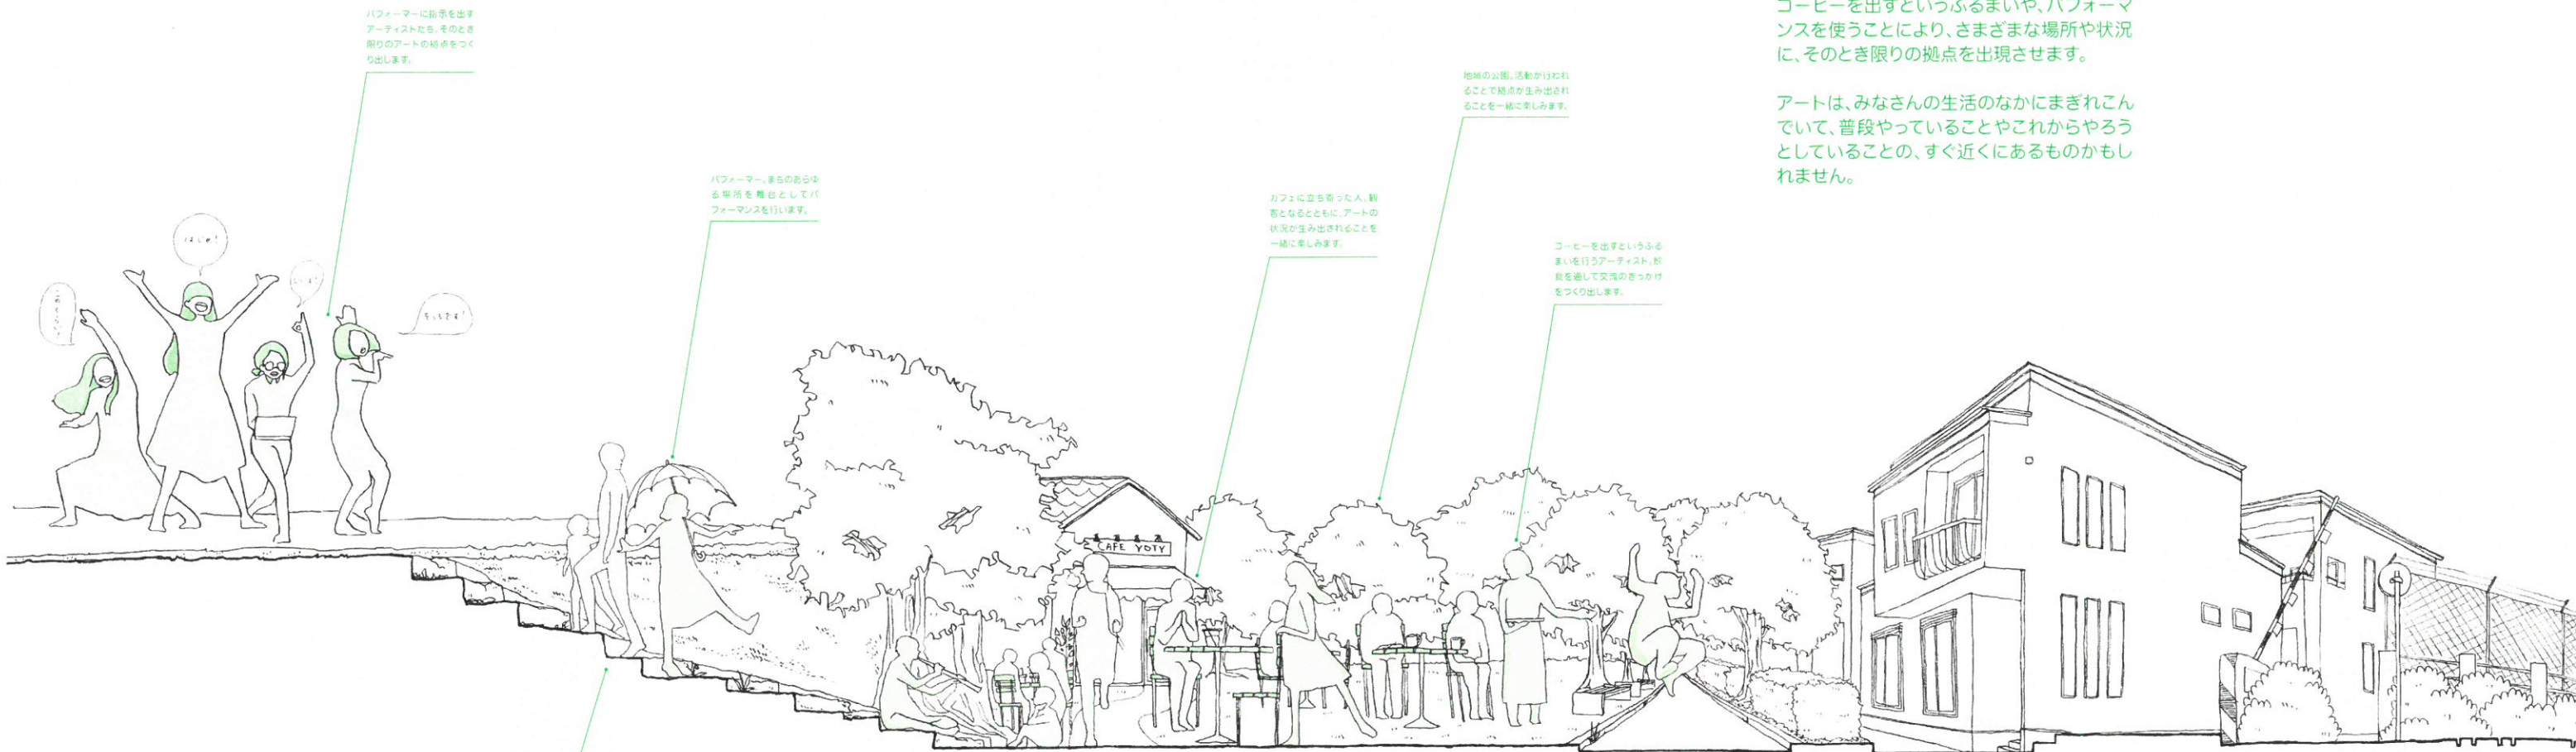 パフォーマーに指示を出す
アーティストたち。そのとき
限りのアートの拠点をつく
り出します。
パフォーマー。まちのあらゆ
る場所を舞台としてパ
フォーマンスを行います。
カフェに立ち寄った人。観
客となるとともに、アートの
状況が生み出されることを
一緒に楽しみます。
地域の公園。活動が行われ
ることで拠点が生み出され
ることを一緒に楽しみます。
コーヒーを出すというふる
まいを行うアーティスト。飲
食を通して交流のきっかけ
をつくり出します。
コーヒーを出すというふるまいや、パフォーマ
ンスを使うことにより、さまざまな場所や状況
に、そのとき限りの拠点を出現させます。
アートは、みなさんの生活のなかにまぎれこん
でいて、普段やっていることやこれからやろう
としていることの、すぐ近くにあるものかもし
れません。
はじめ!
CAFE YOTY